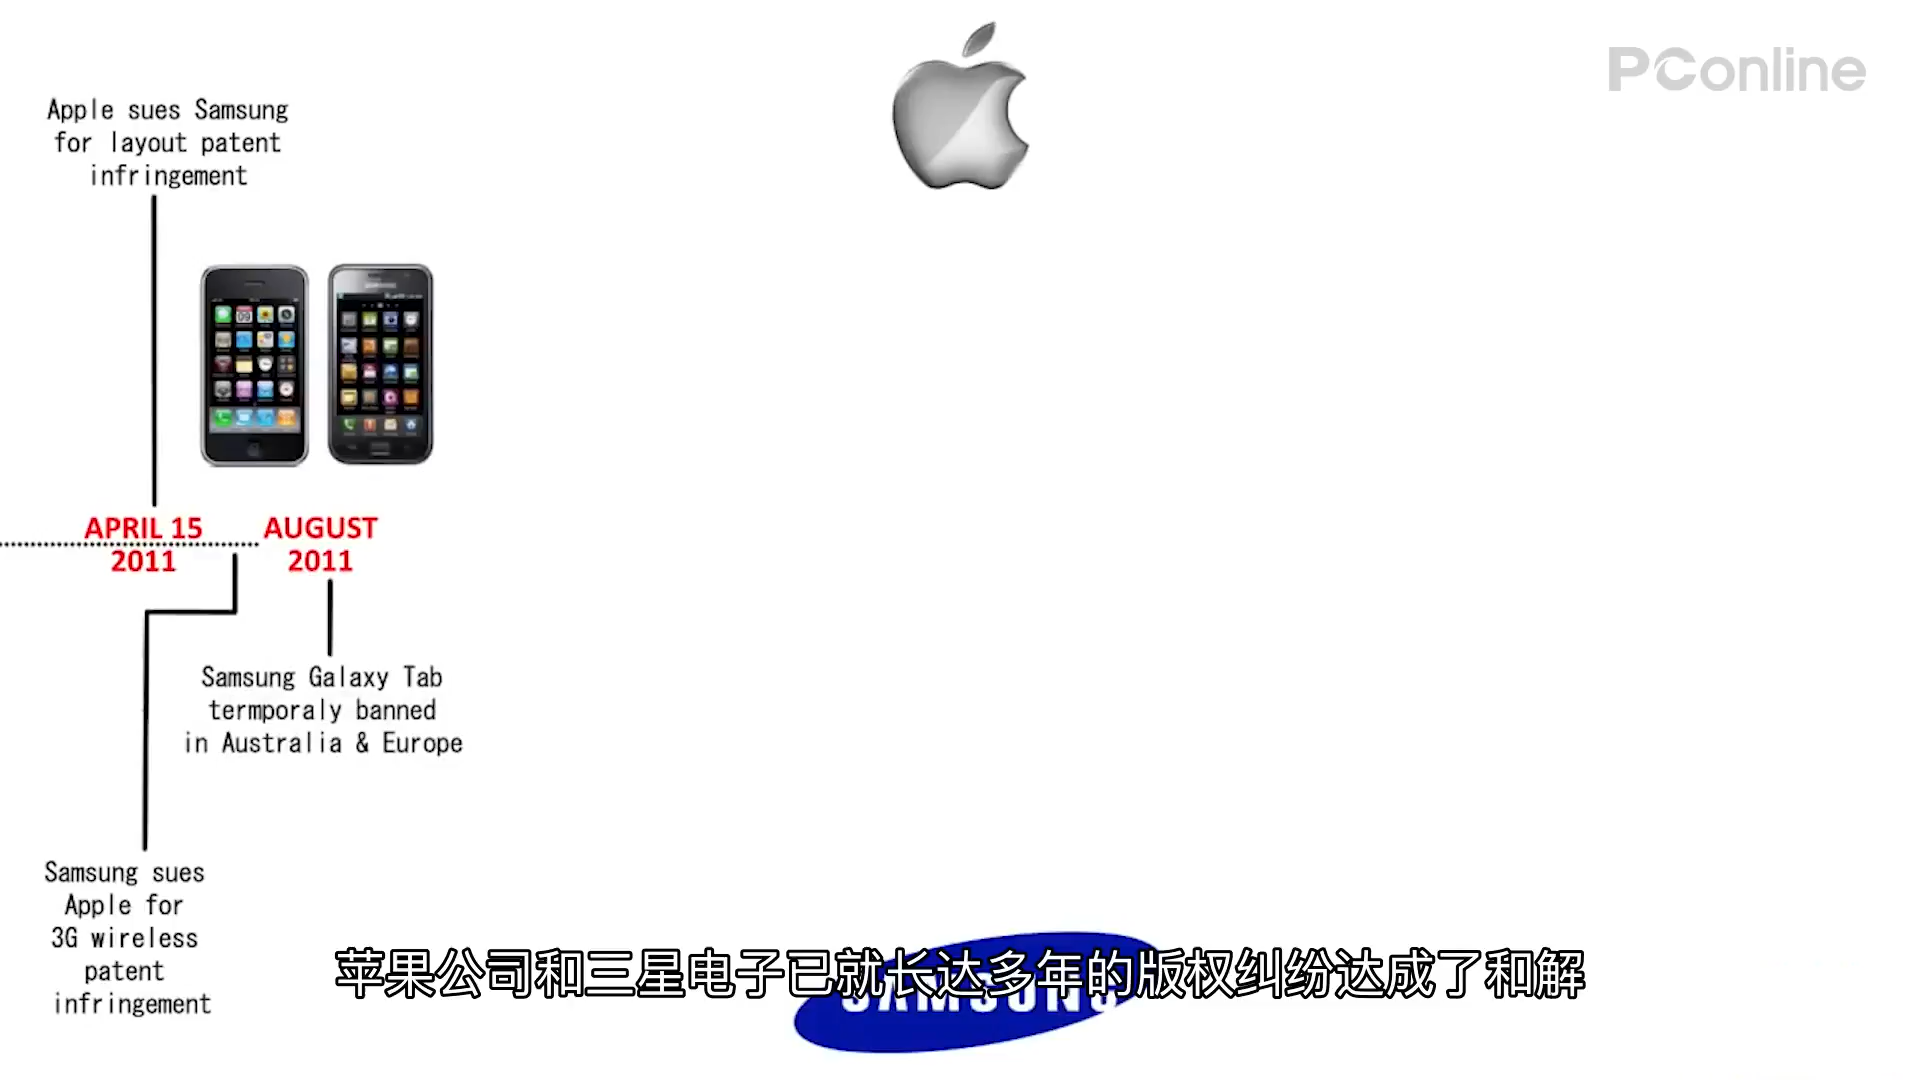 PConline
Apple sues Samsung
for layout patent
infringement
APRIL 15
2011
AUGUST
2011
Samsung Galaxy Tab
termporaly banned
in Australia & Europe
Samsung sues
Apple for
3G wireless
patent
infringement
SAMSUNG
苹果公司和三星电子已就长达多年的版权纠纷达成了和解